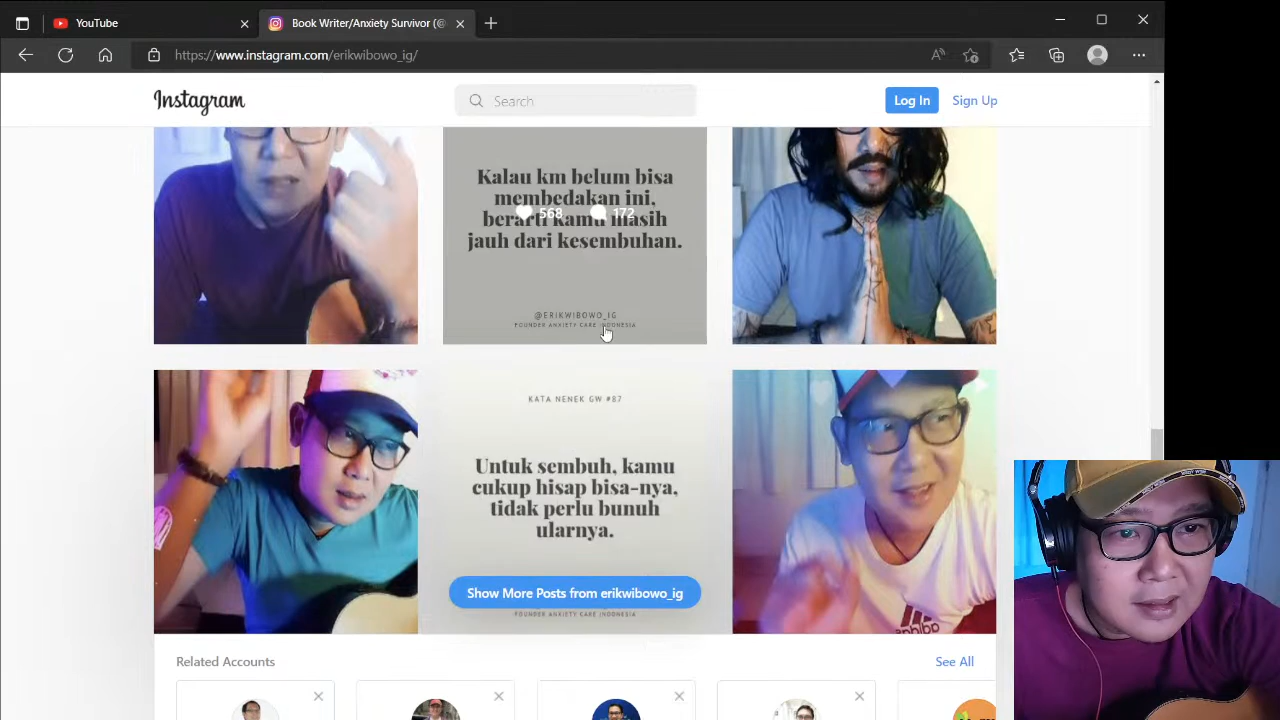 YouTube
Book Writer/Anxiety Survivor (@
https://www.instagram.com/erikwibowo_ig/
Instagram
Search
Log In
Sign Up
Kalau km belum bisa
membedakan ini,
568
172
berarti kamu masih
jauh dari kesembuhan.
@ERIKWIBOWO_IG
FOUNDER ANXIETY CARE INDONESIA
KATA NENEK GW #87
Untuk sembuh, kamu
cukup hisap bisa-nya,
tidak perlu bunuh
ularnya.
Show More Posts from erikwibowo_ig
FOUNDER ANXIETY CARE INDONESIA
adidas
Related Accounts
See All